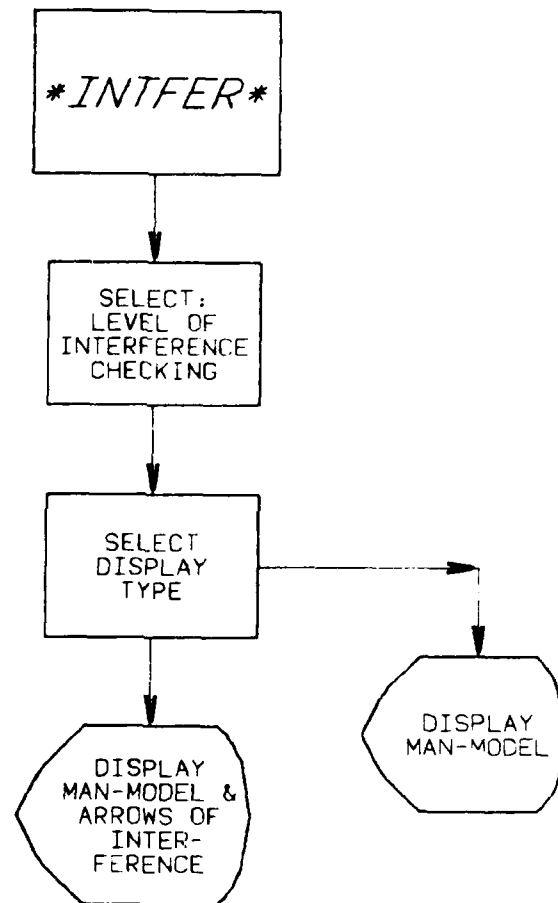 *INTFER*
SELECT:
LEVEL OF
INTERFERENCE
CHECKING
SELECT
DISPLAY
TYPE
DISPLAY
MAN-MODEL
DISPLAY
MAN-MODEL &
ARROWS OF
INTER-
FERENCE